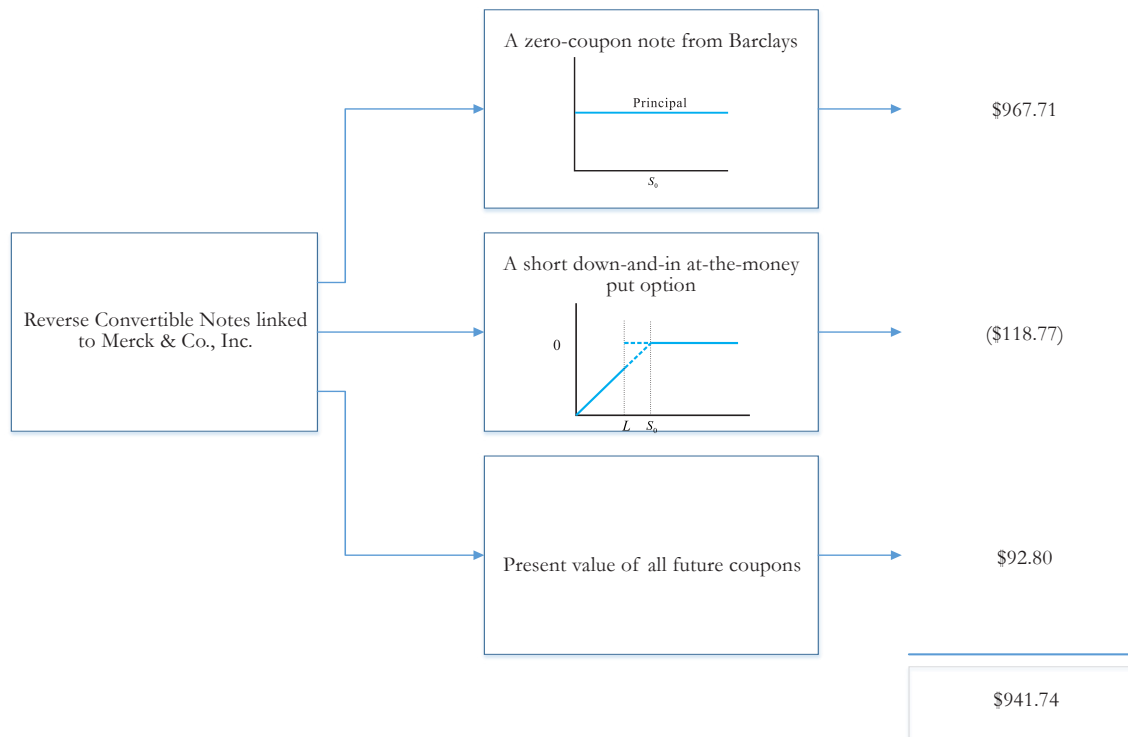 A zero-coupon note from Barclays
Principal
S₀
$967.71
Reverse Convertible Notes linked
to Merck & Co., Inc.
A short down-and-in at-the-money
put option
0
L S₀
($118.77)
Present value of all future coupons
$92.80
$941.74